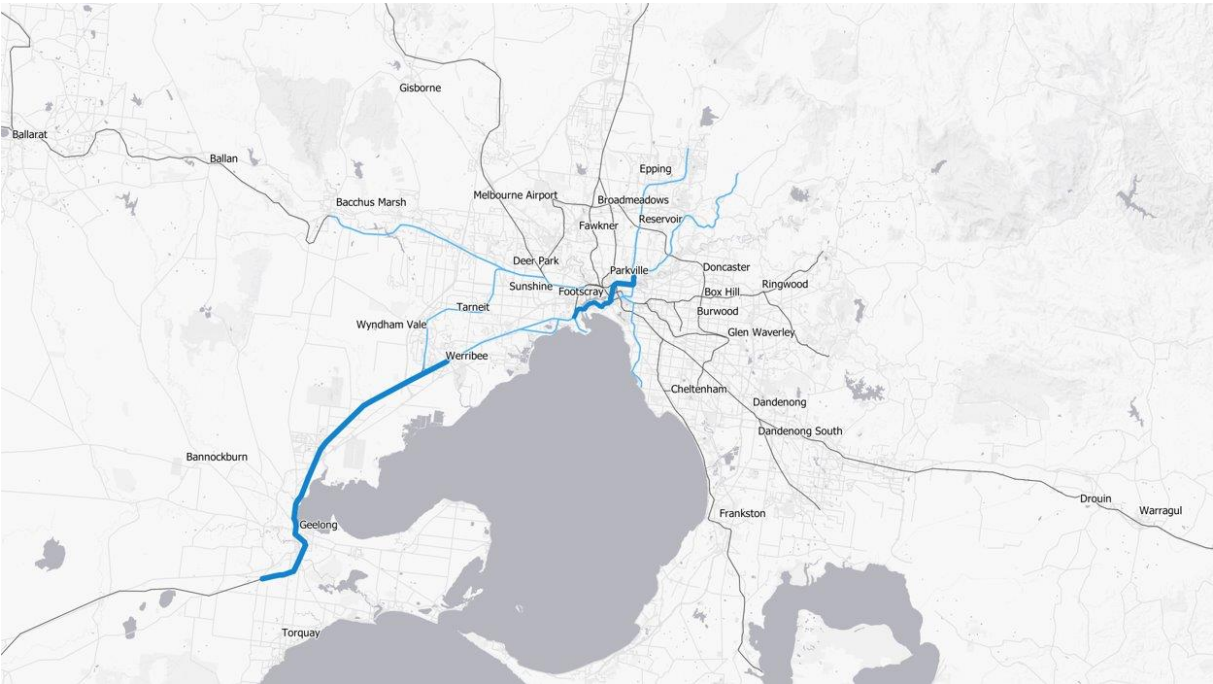 Gisborne
Ballarat
Ballan
Epping
Melbourne Airport
Broadmeadows
Bacchus Marsh
Reservoir
Fawkner
Deer Park
Parkville
Doncaster
Sunshine
Footscray
Box Hill
Ringwood
Tarneit
Burwood
Wyndham Vale
Glen Waverley
Werribee
Cheltenham
Dandenong
Dandenong South
Bannockburn
Drouin
Warragul
Frankston
Geelong
Torquay